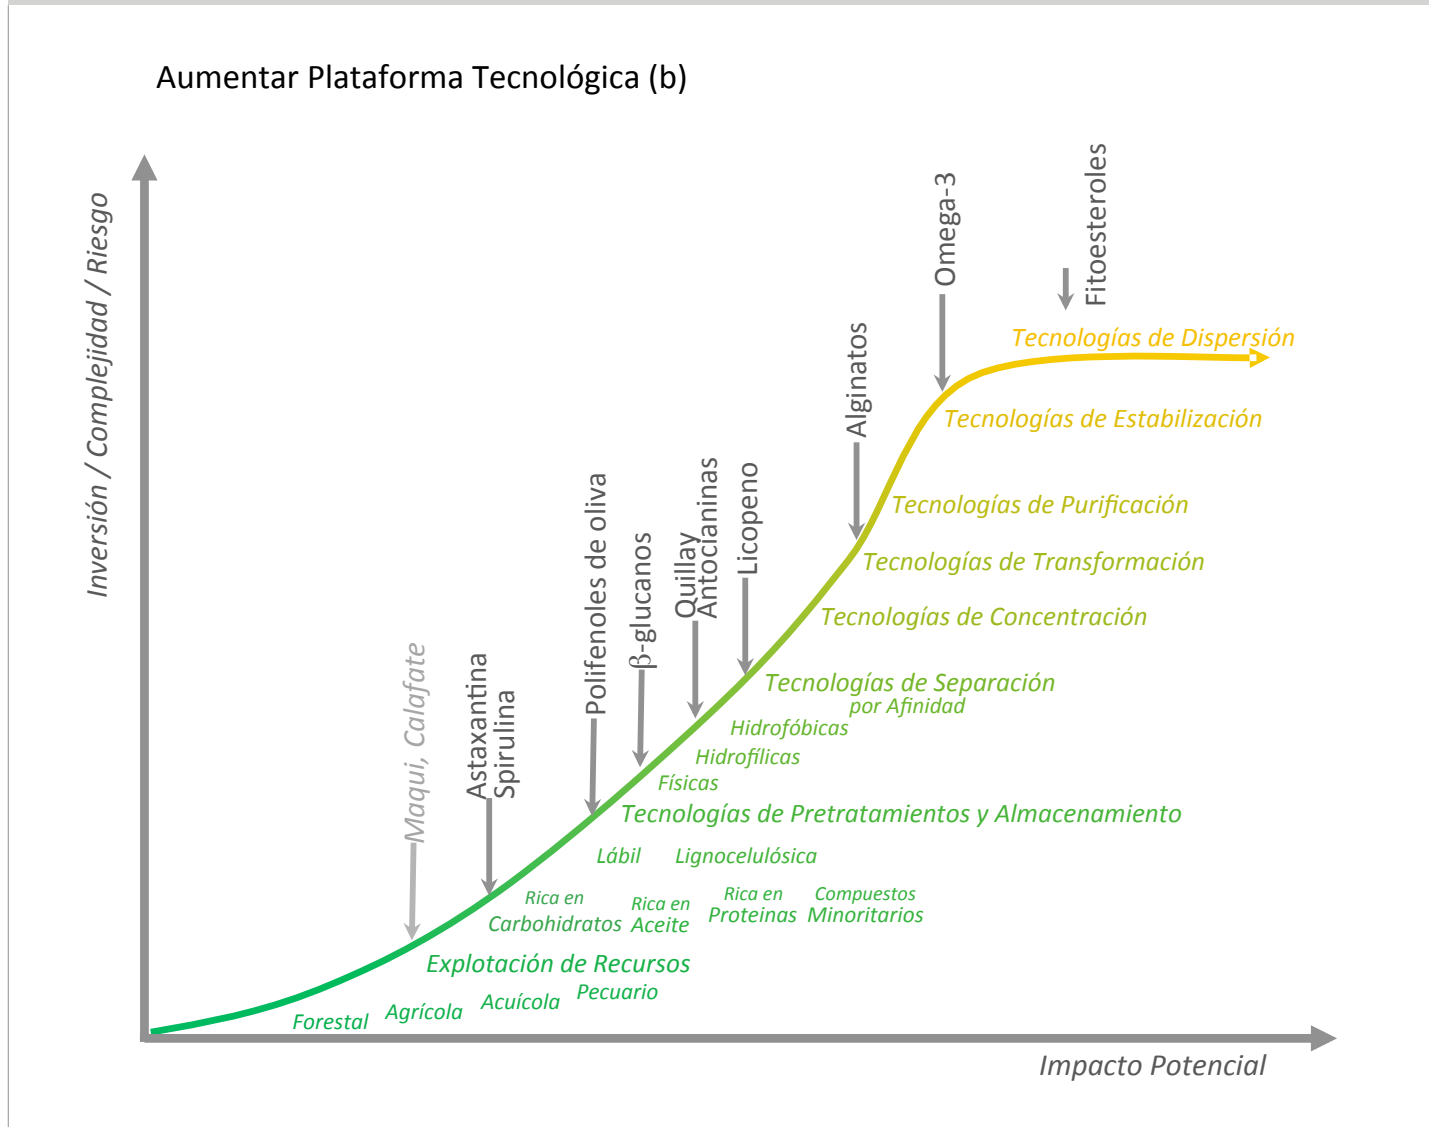 Aumentar Plataforma Tecnológica (b)
Inversión / Complejidad / Riesgo
Maqui, Calafate
Astaxantina
Spirulina
Polifenoles de oliva
β-glucanos
Quillay
Antocianinas
Licopeno
Alginatos
Omega-3
Fitoesteroles
Tecnologías de Dispersión
Tecnologías de Estabilización
Tecnologías de Purificación
Tecnologías de Transformación
Tecnologías de Concentración
Tecnologías de Separación
por Afinidad
Hidrofóbicas
Hidrofílicas
Físicas
Tecnologías de Pretratamientos y Almacenamiento
Lábil
Lignocelulósica
Rica en
Carbohidratos
Rica en
Aceite
Rica en
Proteinas
Compuestos
Minoritarios
Explotación de Recursos
Forestal
Agrícola
Acuícola
Pecuario
Impacto Potencial